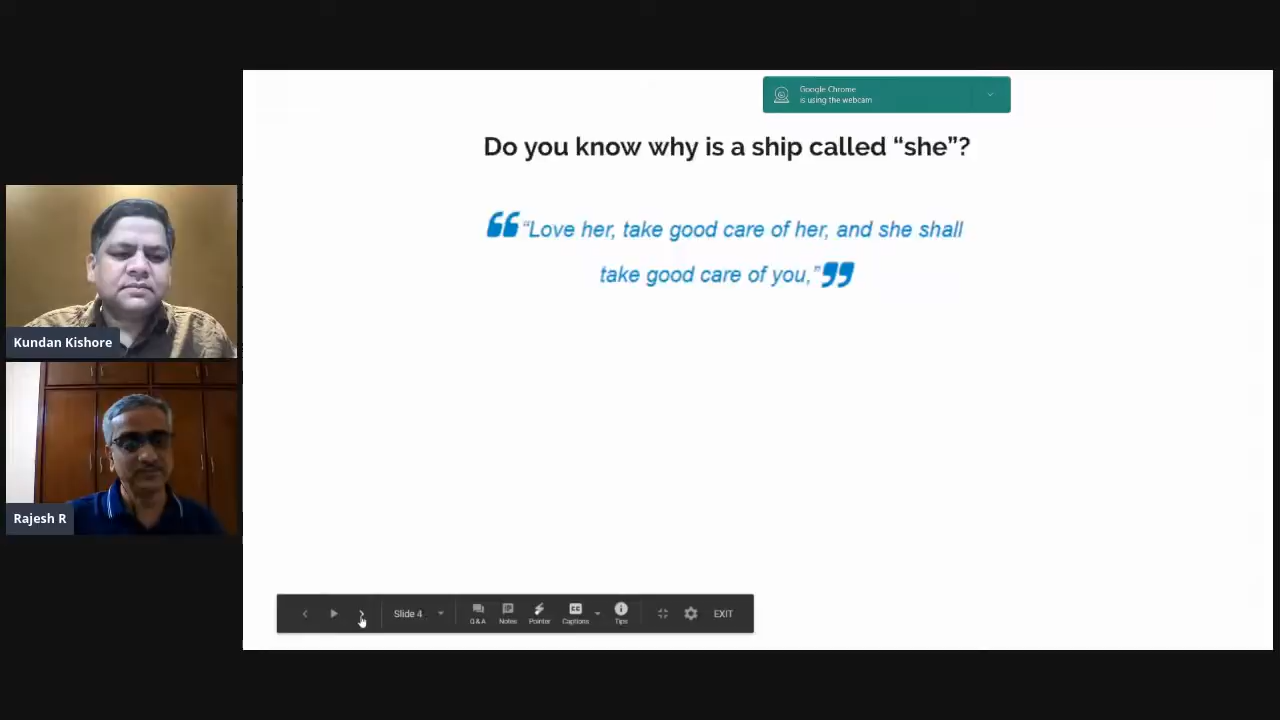 Google Chrome
is using the webcam
Do you know why is a ship called “she”?
“Love her, take good care of her, and she shall
take good care of you,”
Kundan Kishore
Rajesh R
Slide 4
Q & A
Notes
Pointer
CC
Captions
Tips
EXIT